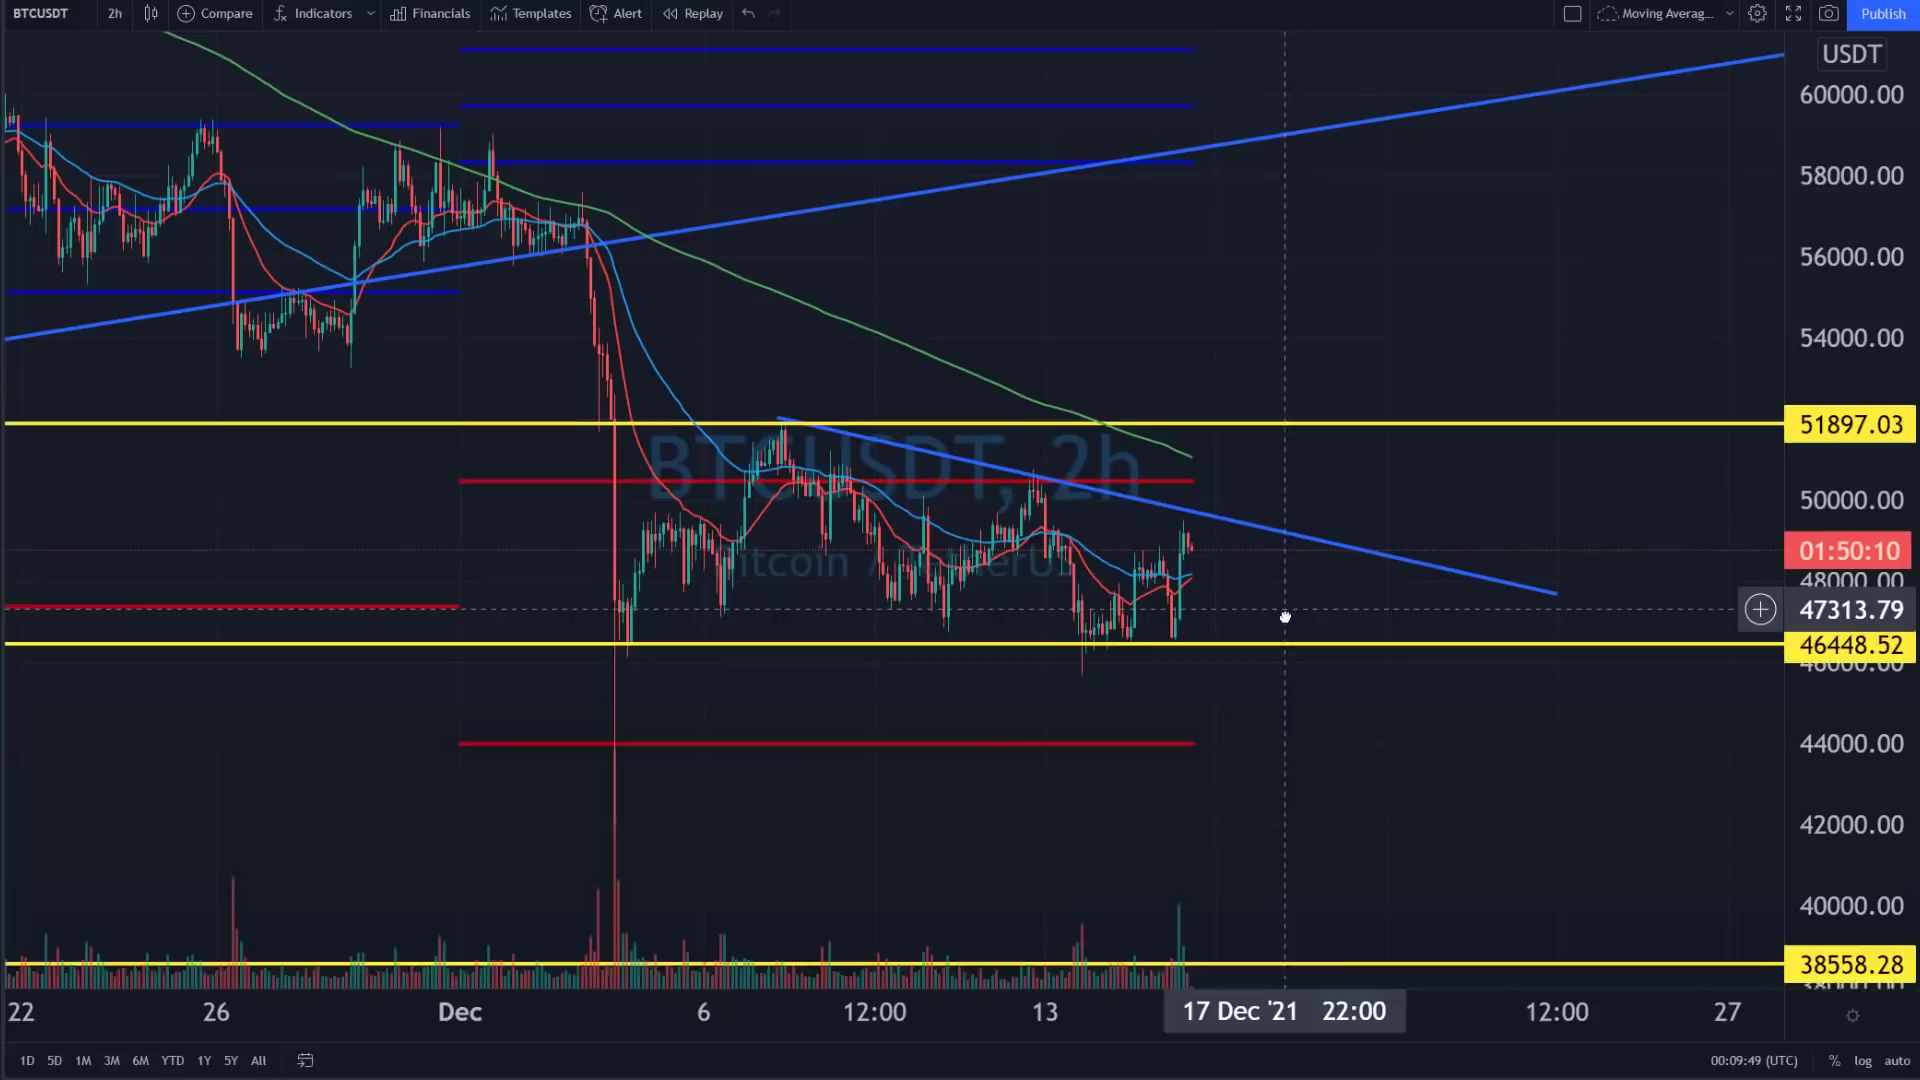 BTCUSDT 2h Compare Indicators Financials Templates Alert Replay Moving Averag... Publish
USDT
60000.00
58000.00
56000.00
54000.00
51897.03
BTCUSDT, 2h
50000.00
01:50:10
48000.00
47313.79
46448.52
44000.00
42000.00
40000.00
38558.28
22 26 Dec 6 12:00 13 17 Dec '21 22:00 12:00 27
1D 5D 1M 3M 6M YTD 1Y 5Y All 00:09:49 (UTC) % log auto